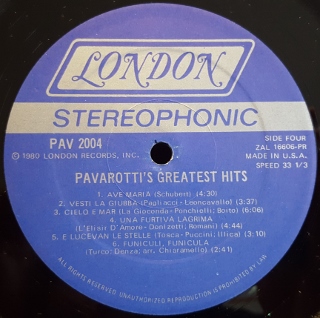 LONDON
STEREOPHONIC
PAV 2004
℗ 1980 LONDON RECORDS, INC.
SIDE FOUR
ZAL 16606-PR
MADE IN U.S.A.
SPEED 33 1/3
PAVAROTTI'S GREATEST HITS
1. AVE MARIA (Schubert) (4:30)
2. VESTI LA GIUBBA (Pagliacci - Leoncavallo) (3:37)
3. CIELO E MAR (La Gioconda - Ponchielli; Boito) (6:06)
4. UNA FURTIVA LAGRIMA
(L'Elisir D'Amore - Donizetti; Romani) (4:44)
5. E LUCEVAN LE STELLE (Tosca - Puccini; Illica) (3:10)
6. FUNICULI, FUNICULA
(Turco; Denza; arr. Chiaramello) (2:41)
ALL RIGHTS RESERVED. UNAUTHORIZED REPRODUCTION IS PROHIBITED BY LAW.